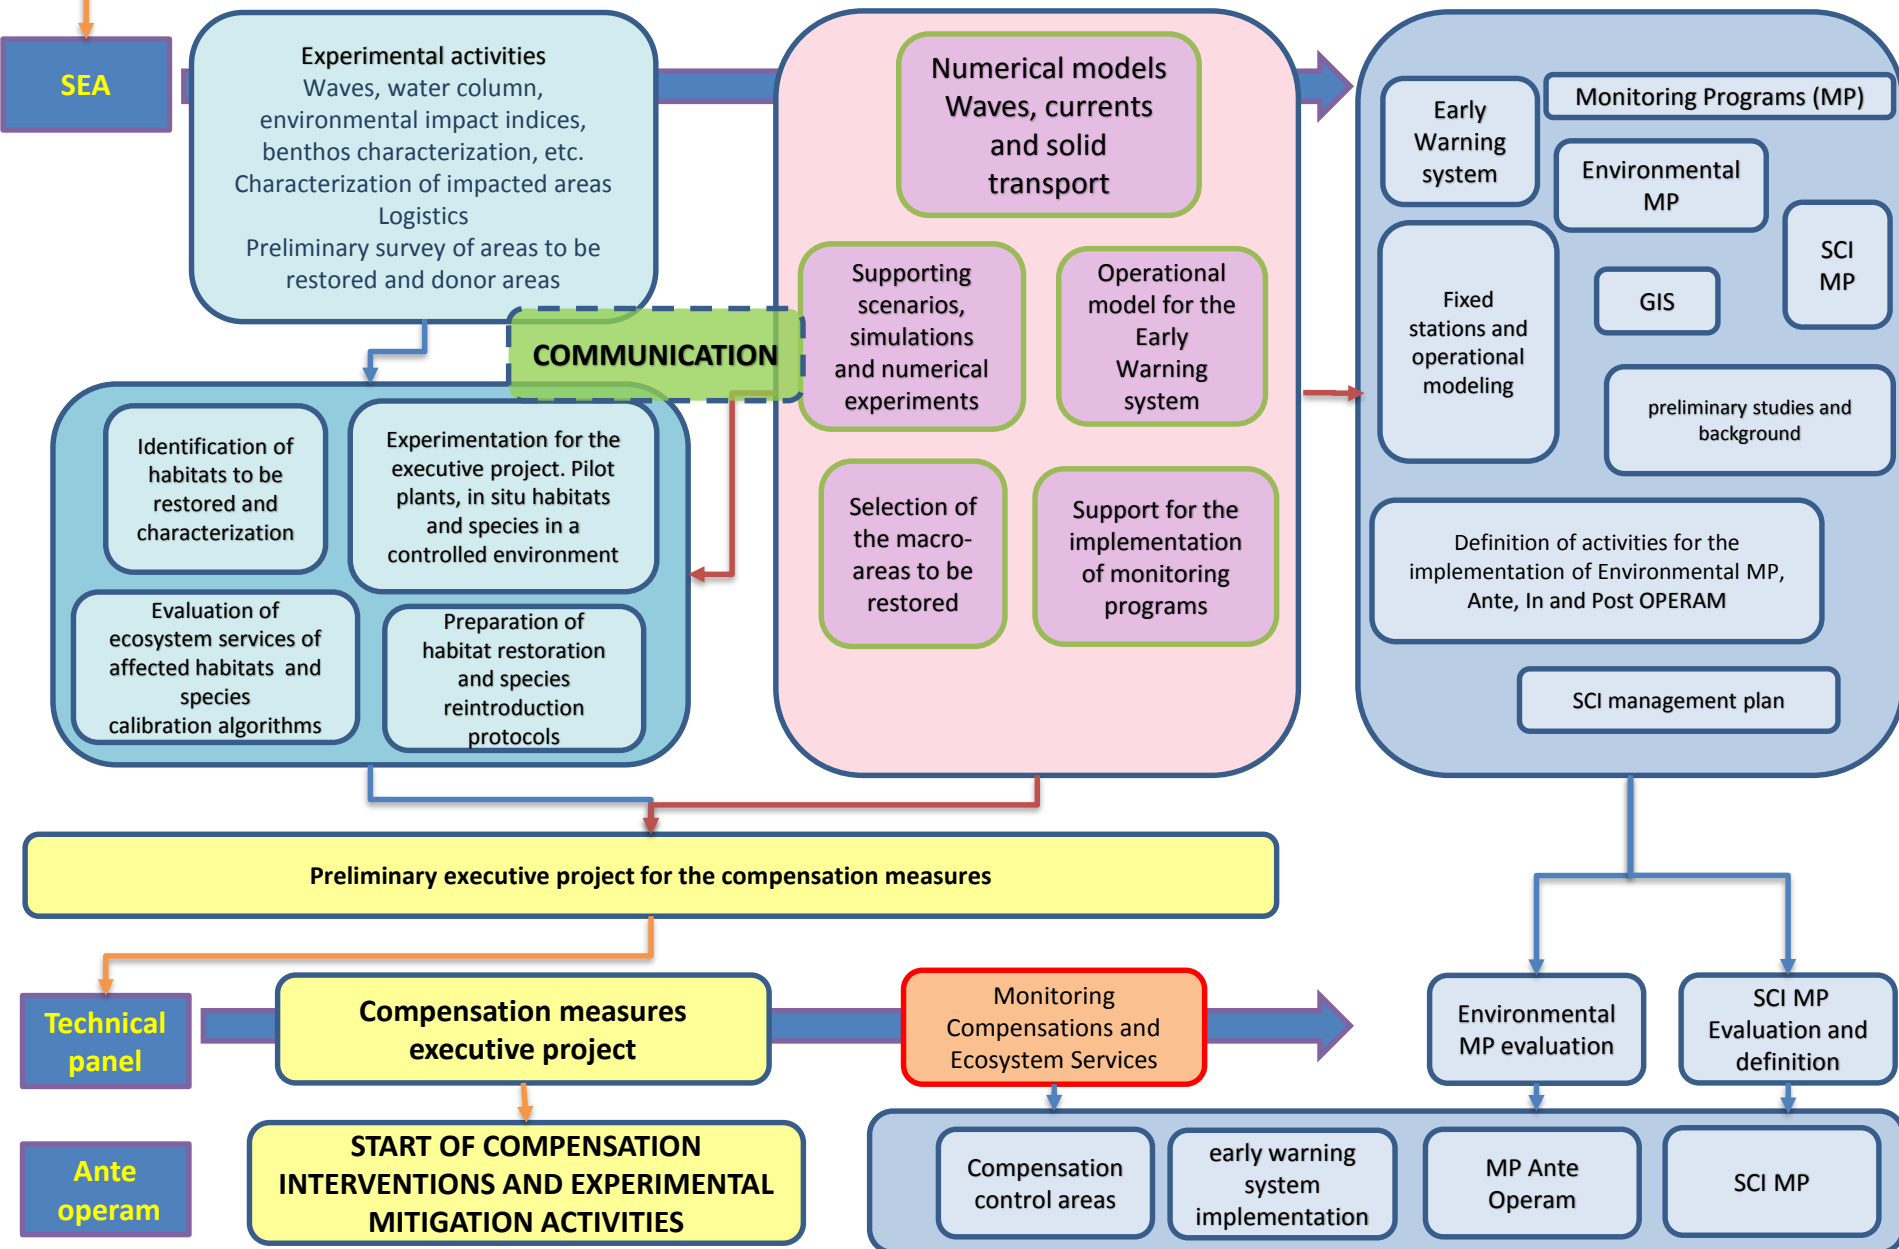 SEA
Experimental activities
Waves, water column,
environmental impact indices,
benthos characterization, etc.
Characterization of impacted areas
Logistics
Preliminary survey of areas to be
restored and donor areas
COMMUNICATION
Identification of
habitats to be
restored and
characterization
Experimentation for the
executive project. Pilot
plants, in situ habitats
and species in a
controlled environment
Evaluation of
ecosystem services of
affected habitats and
species
calibration algorithms
Preparation of
habitat restoration
and species
reintroduction
protocols
Numerical models
Waves, currents
and solid
transport
Supporting
scenarios,
simulations
and numerical
experiments
Operational
model for the
Early
Warning
system
Selection of
the macro-
areas to be
restored
Support for the
implementation
of monitoring
programs
Early
Warning
system
Monitoring Programs (MP)
Environmental
MP
SCI
MP
Fixed
stations and
operational
modeling
GIS
preliminary studies and
background
Definition of activities for the
implementation of Environmental MP,
Ante, In and Post OPERAM
SCI management plan
Preliminary executive project for the compensation measures
Technical
panel
Compensation measures
executive project
Monitoring
Compensations and
Ecosystem Services
Environmental
MP evaluation
SCI MP
Evaluation and
definition
Ante
operam
START OF COMPENSATION
INTERVENTIONS AND EXPERIMENTAL
MITIGATION ACTIVITIES
Compensation
control areas
early warning
system
implementation
MP Ante
Operam
SCI MP